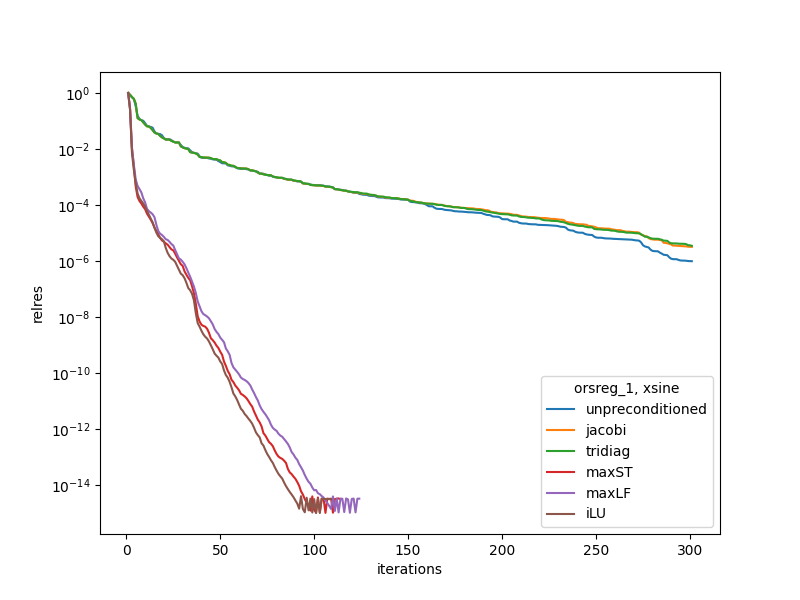 10^0
10^-2
10^-4
10^-6
10^-8
10^-10
10^-12
10^-14
relres
0 50 100 150 200 250 300
iterations
orsreg_1, xsine
unpreconditioned
jacobi
tridiag
maxST
maxLF
iLU